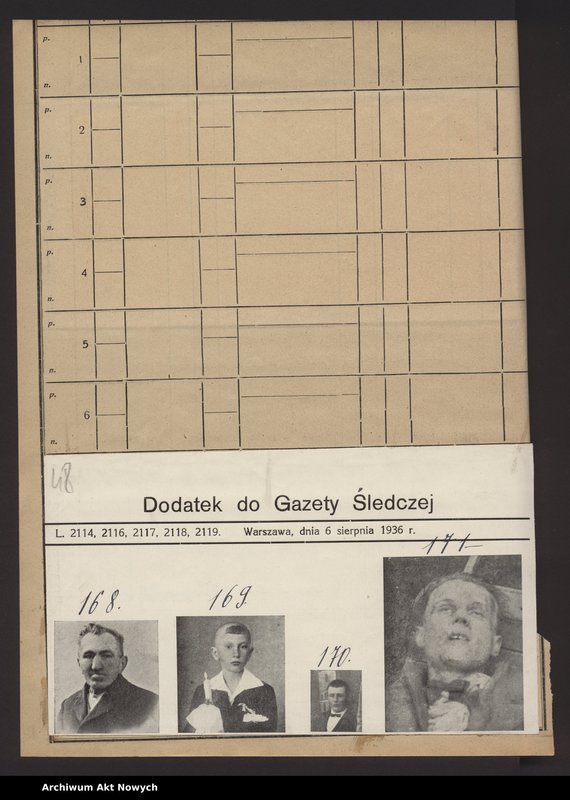 p.
1
n.
p.
2
n.
p.
3
n.
p.
4
n.
p.
5
n.
p.
6
n.
48
Dodatek do Gazety Śledczej
L. 2114, 2116, 2117, 2118, 2119. Warszawa, dnia 6 sierpnia 1936 r.
168.
169.
170.
171
Archiwum Akt Nowych